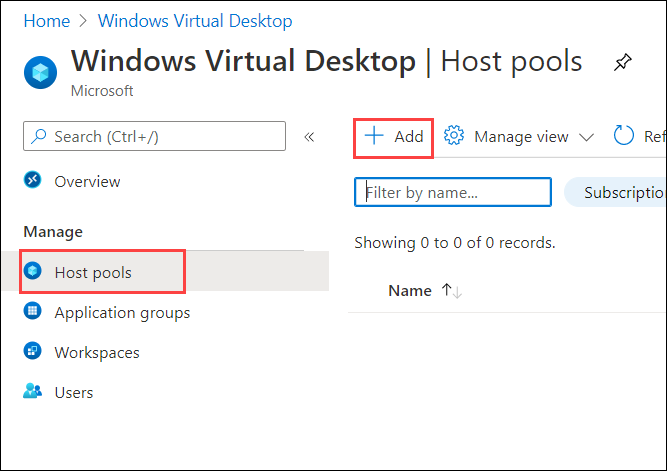 Home > Windows Virtual Desktop
Windows Virtual Desktop | Host pools
Microsoft
Search (Ctrl+/)
«
Add
Manage view
Ref
Overview
Filter by name...
Subscription
Manage
Showing 0 to 0 of 0 records.
Host pools
Name ↑↓
Application groups
Workspaces
Users